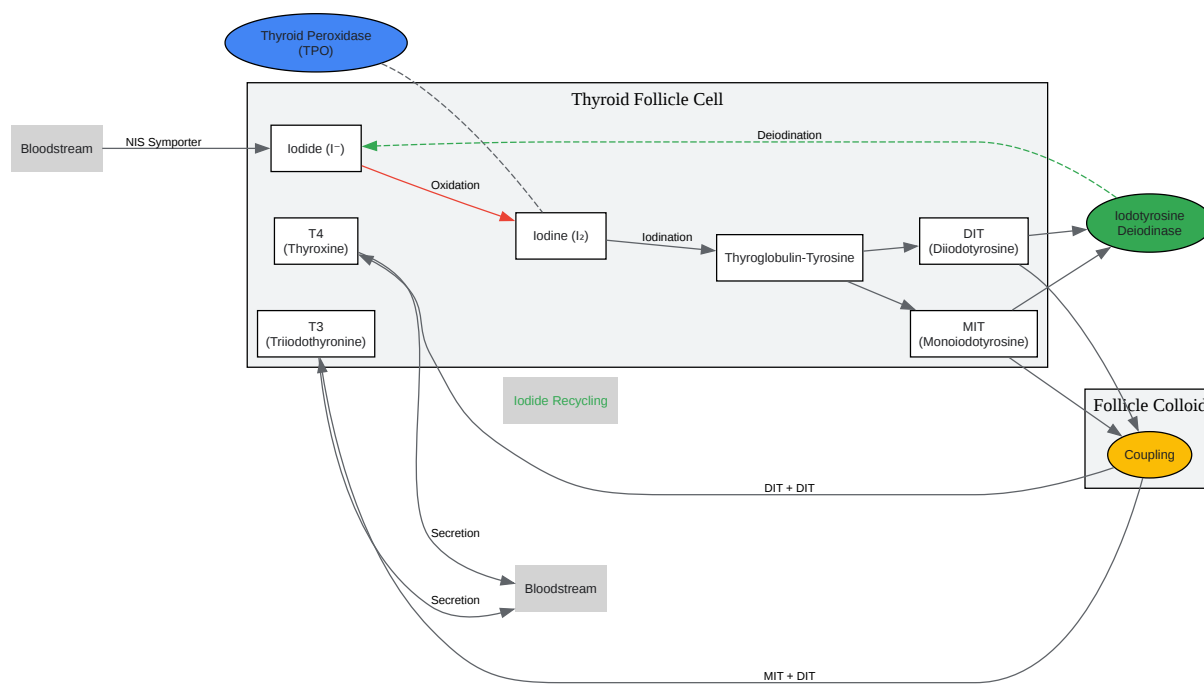 Thyroid Peroxidase
(TPO)
Thyroid Follicle Cell
Bloodstream
NIS Symporter
Iodide (I⁻)
Deiodination
Oxidation
T4
(Thyroxine)
Iodine (I₂)
Iodination
Thyroglobulin-Tyrosine
DIT
(Diiodotyrosine)
Iodotyrosine
Deiodinase
T3
(Triiodothyronine)
MIT
(Monoiodotyrosine)
Iodide Recycling
Follicle Colloid
Coupling
DIT + DIT
Secretion
Bloodstream
Secretion
MIT + DIT